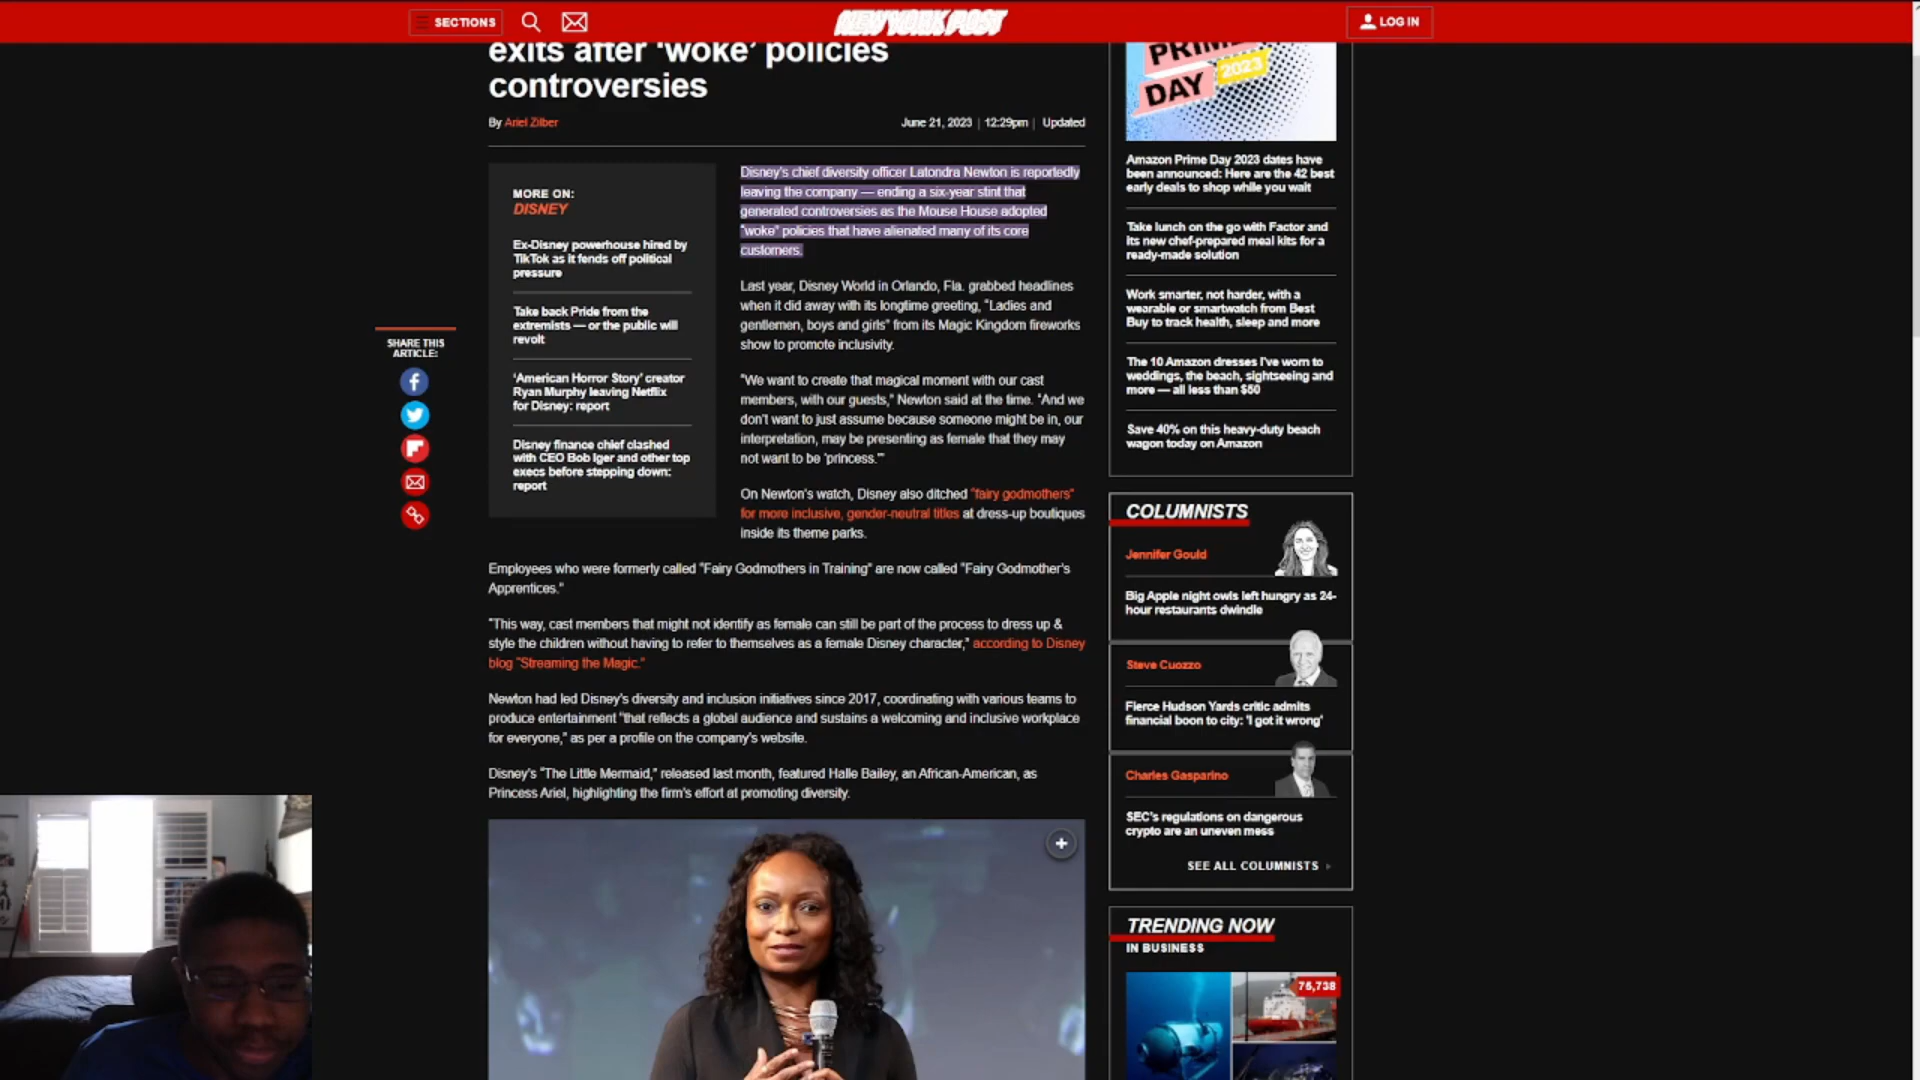 SECTIONS
NEW YORK POST
LOG IN
exits after ‘woke’ policies
controversies
By Ariel Zilber
June 21, 2023 | 12:29pm | Updated
MORE ON:
DISNEY
Ex-Disney powerhouse hired by
TikTok as it fends off political
pressure
Take back Pride from the
extremists — or the public will
revolt
‘American Horror Story’ creator
Ryan Murphy leaving Netflix
for Disney: report
Disney finance chief clashed
with CEO Bob Iger and other top
execs before stepping down:
report
SHARE THIS
ARTICLE:
Disney’s chief diversity officer Latondra Newton is reportedly
leaving the company — ending a six-year stint that
generated controversies as the Mouse House adopted
“woke” policies that have alienated many of its core
customers.
Last year, Disney World in Orlando, Fla. grabbed headlines
when it did away with its longtime greeting, “Ladies and
gentlemen, boys and girls” from its Magic Kingdom fireworks
show to promote inclusivity.
“We want to create that magical moment with our cast
members, with our guests,” Newton said at the time. “And we
don’t want to just assume because someone might be in, our
interpretation, may be presenting as female that they may
not want to be ‘princess.’”
On Newton’s watch, Disney also ditched “fairy godmothers”
for more inclusive, gender-neutral titles at dress-up boutiques
inside its theme parks.
Employees who were formerly called “Fairy Godmothers in Training” are now called “Fairy Godmother’s
Apprentices.”
“This way, cast members that might not identify as female can still be part of the process to dress up &
style the children without having to refer to themselves as a female Disney character,” according to Disney
blog “Streaming the Magic.”
Newton had led Disney’s diversity and inclusion initiatives since 2017, coordinating with various teams to
produce entertainment “that reflects a global audience and sustains a welcoming and inclusive workplace
for everyone,” as per a profile on the company’s website.
Disney’s “The Little Mermaid,” released last month, featured Halle Bailey, an African-American, as
Princess Ariel, highlighting the firm’s effort at promoting diversity.
PRIME
DAY
2023
Amazon Prime Day 2023 dates have
been announced: Here are the 42 best
early deals to shop while you wait
Take lunch on the go with Factor and
its new chef-prepared meal kits for a
ready-made solution
Work smarter, not harder, with a
wearable or smartwatch from Best
Buy to track health, sleep and more
The 10 Amazon dresses I’ve worn to
weddings, the beach, sightseeing and
more — all less than $50
Save 40% on this heavy-duty beach
wagon today on Amazon
COLUMNISTS
Jennifer Gould
Big Apple night owls left hungry as 24-
hour restaurants dwindle
Steve Cuozzo
Fierce Hudson Yards critic admits
financial boon to city: ‘I got it wrong’
Charles Gasparino
SEC’s regulations on dangerous
crypto are an uneven mess
SEE ALL COLUMNISTS
TRENDING NOW
IN BUSINESS
75,738